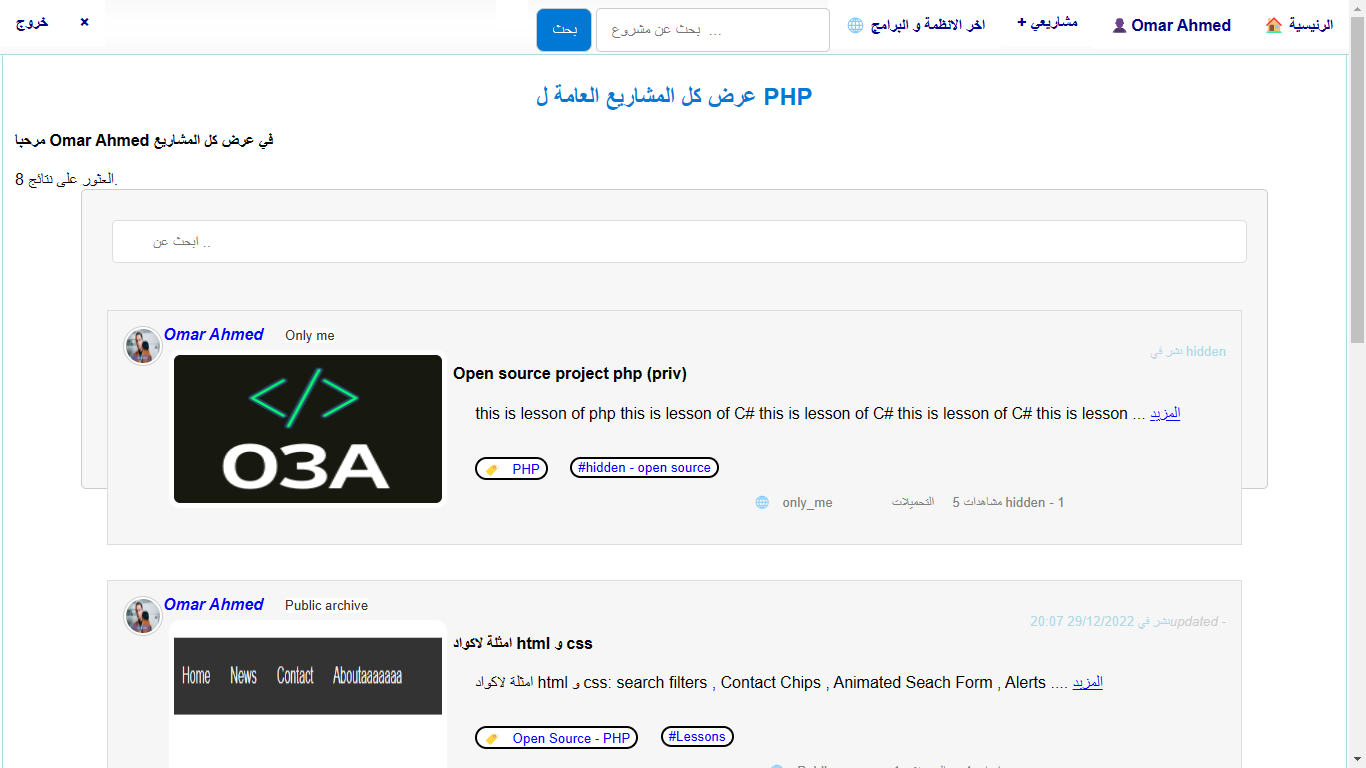 الرئيسية
Omar Ahmed
مشاريعي +
اخر الانظمة و البرامج
بحث عن مشروع ...
بحث
×
خروج
عرض كل المشاريع العامة ل PHP
مرحبا Omar Ahmed في عرض كل المشاريع
8 العثور على نتائج.
ابحث عن ..
Omar Ahmed Only me
نشر في hidden
Open source project php (priv)
this is lesson of php this is lesson of C# this is lesson of C# this is lesson of C# this is lesson ... المزيد
PHP #hidden - open source
only_me التحميلات 5 مشاهدات hidden - 1
</> O3A
Omar Ahmed Public archive
نشر في 29/12/2022 20:07 updated -
امثلة لاكواد html و css
امثلة لاكواد html و css: search filters , Contact Chips , Animated Seach Form , Alerts .... المزيد
Home News Contact Aboutaaaaaaa
Open Source - PHP #Lessons